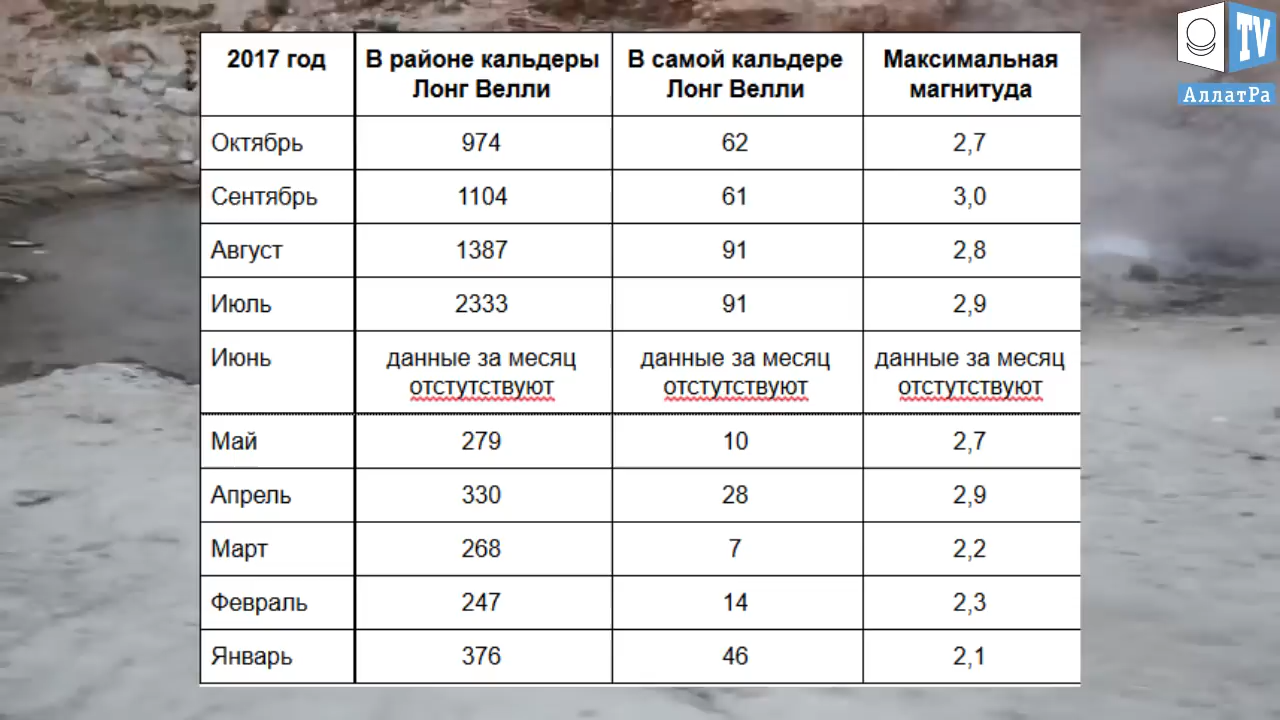 TV
АллатРа
2017 год В районе кальдеры Лонг Велли В самой кальдере Лонг Велли Максимальная магнитуда
Октябрь 974 62 2,7
Сентябрь 1104 61 3,0
Август 1387 91 2,8
Июль 2333 91 2,9
Июнь данные за месяц отстутствуют данные за месяц отстутствуют данные за месяц отстутствуют
Май 279 10 2,7
Апрель 330 28 2,9
Март 268 7 2,2
Февраль 247 14 2,3
Январь 376 46 2,1